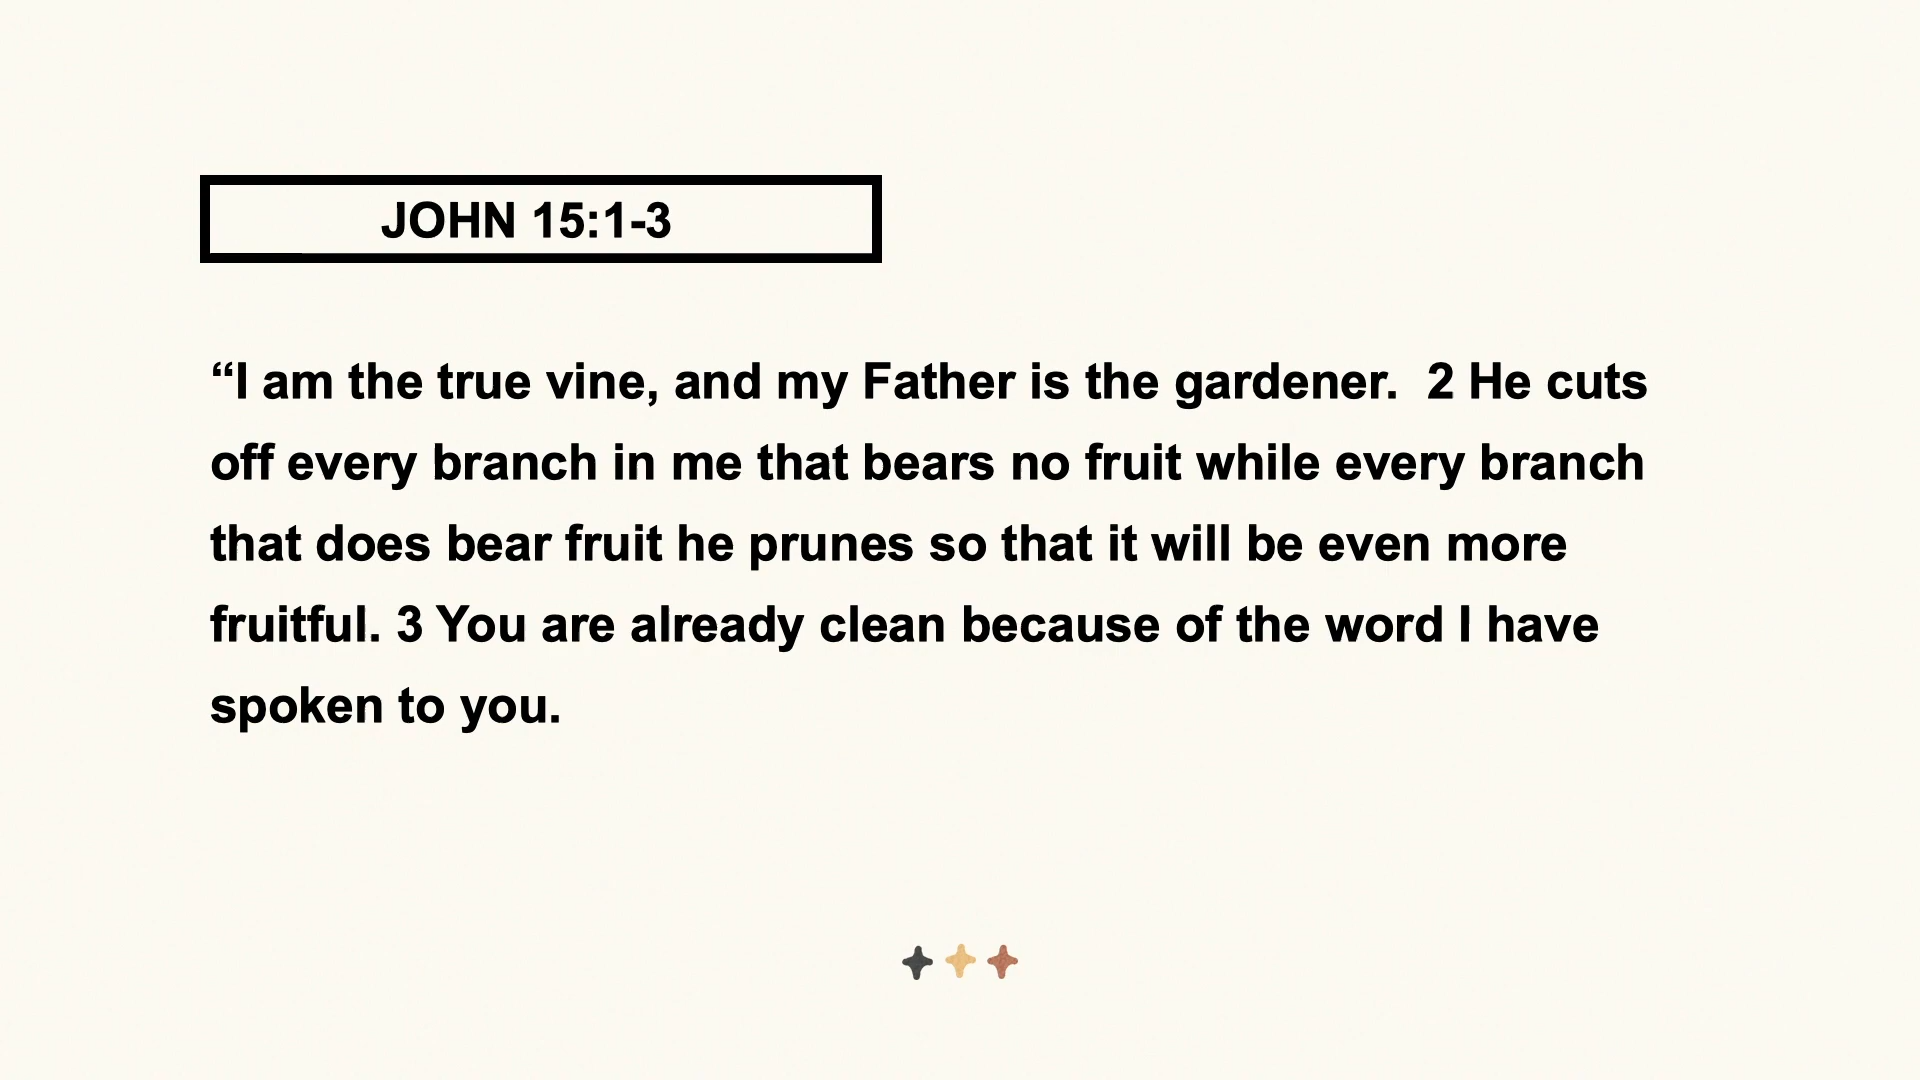 JOHN 15:1-3
“I am the true vine, and my Father is the gardener.  2 He cuts
off every branch in me that bears no fruit while every branch
that does bear fruit he prunes so that it will be even more
fruitful. 3 You are already clean because of the word I have
spoken to you.